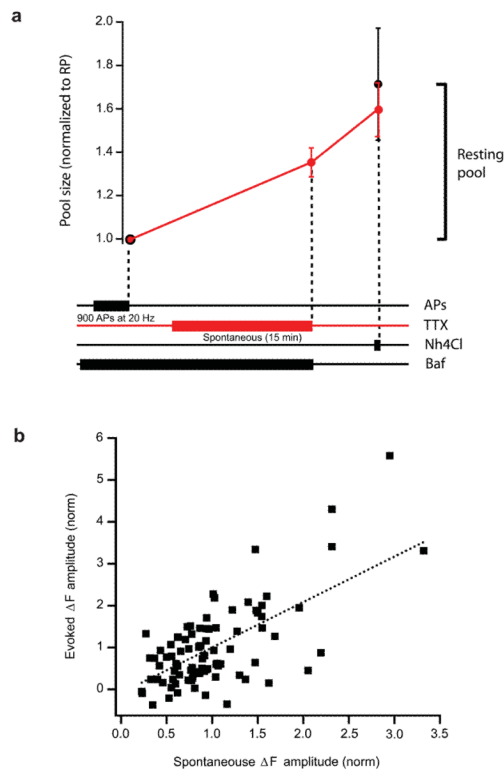 a
Pool size (normalized to RP)
2.0
1.8
1.6
1.4
1.2
1.0
Resting
pool
APs
900 APs at 20 Hz
TTX
Spontaneous (15 min)
Nh4Cl
Baf
b
Evoked ΔF amplitude (norm)
6
5
4
3
2
1
0
0.0 0.5 1.0 1.5 2.0 2.5 3.0 3.5
Spontaneouse ΔF amplitude (norm)